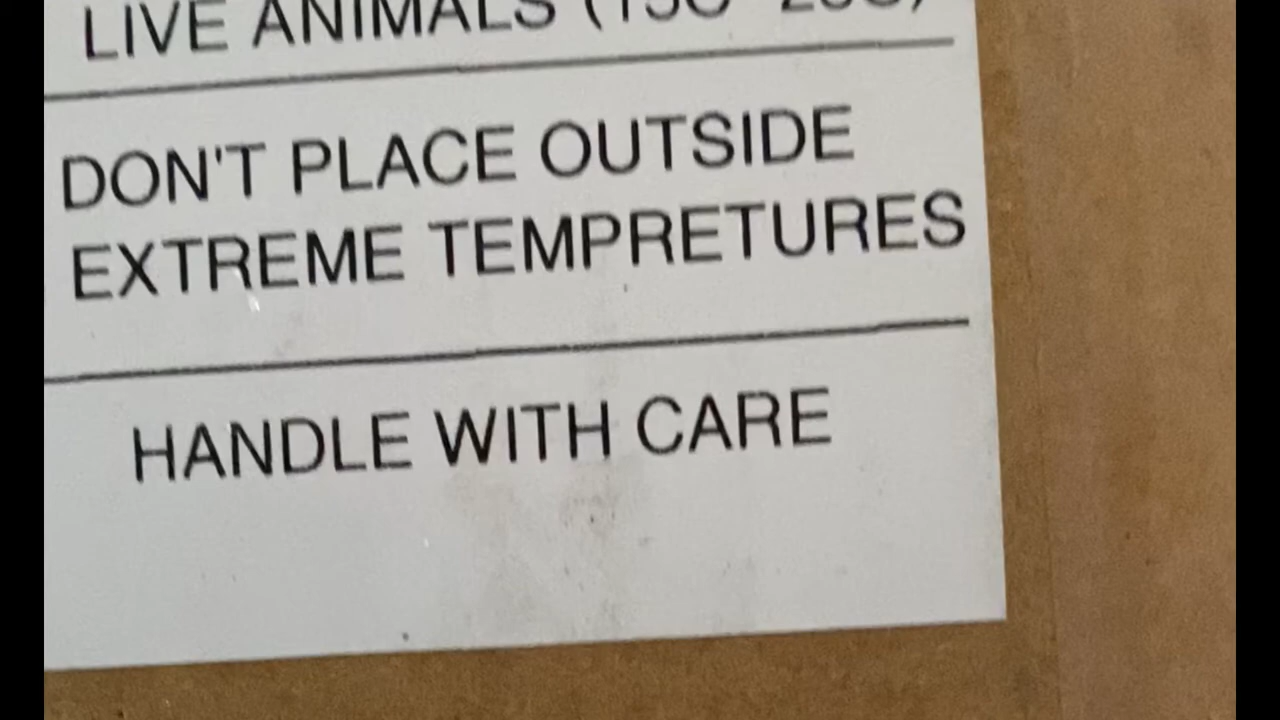 LIVE ANIMALS
DON'T PLACE OUTSIDE
EXTREME TEMPRETURES
HANDLE WITH CARE